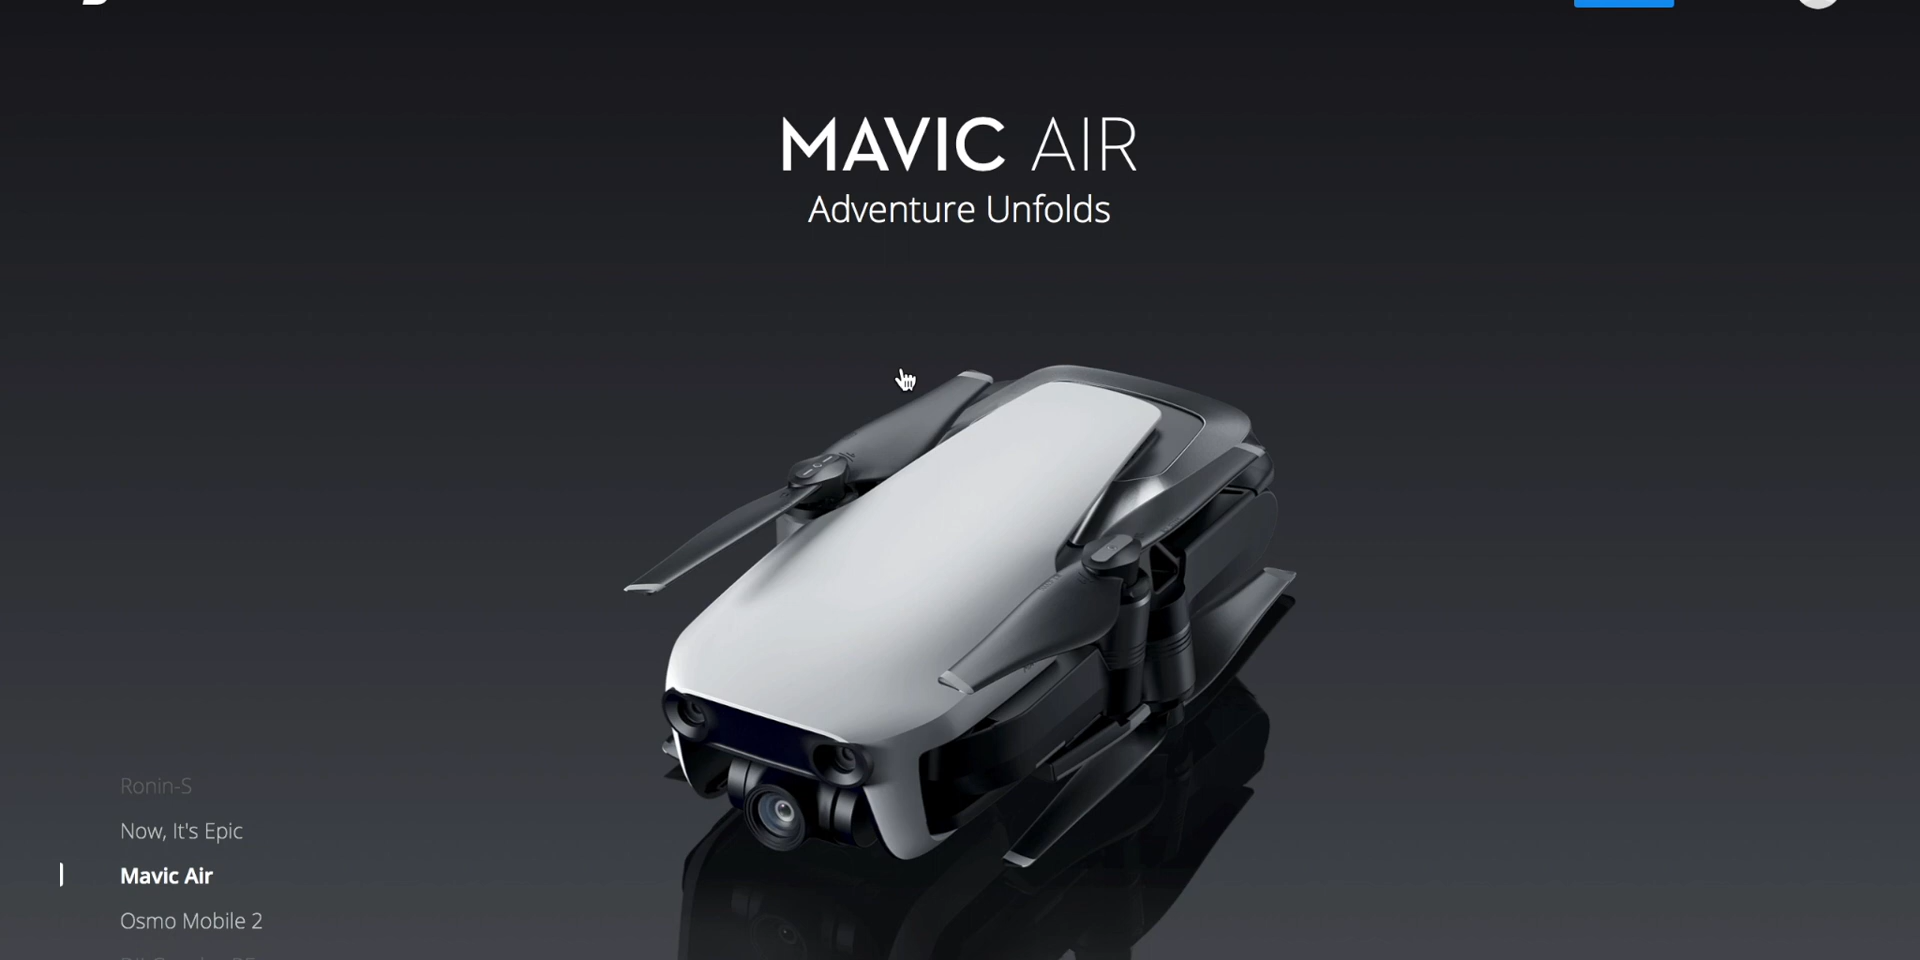 MAVIC AIR
Adventure Unfolds
Ronin-S
Now, It's Epic
Mavic Air
Osmo Mobile 2